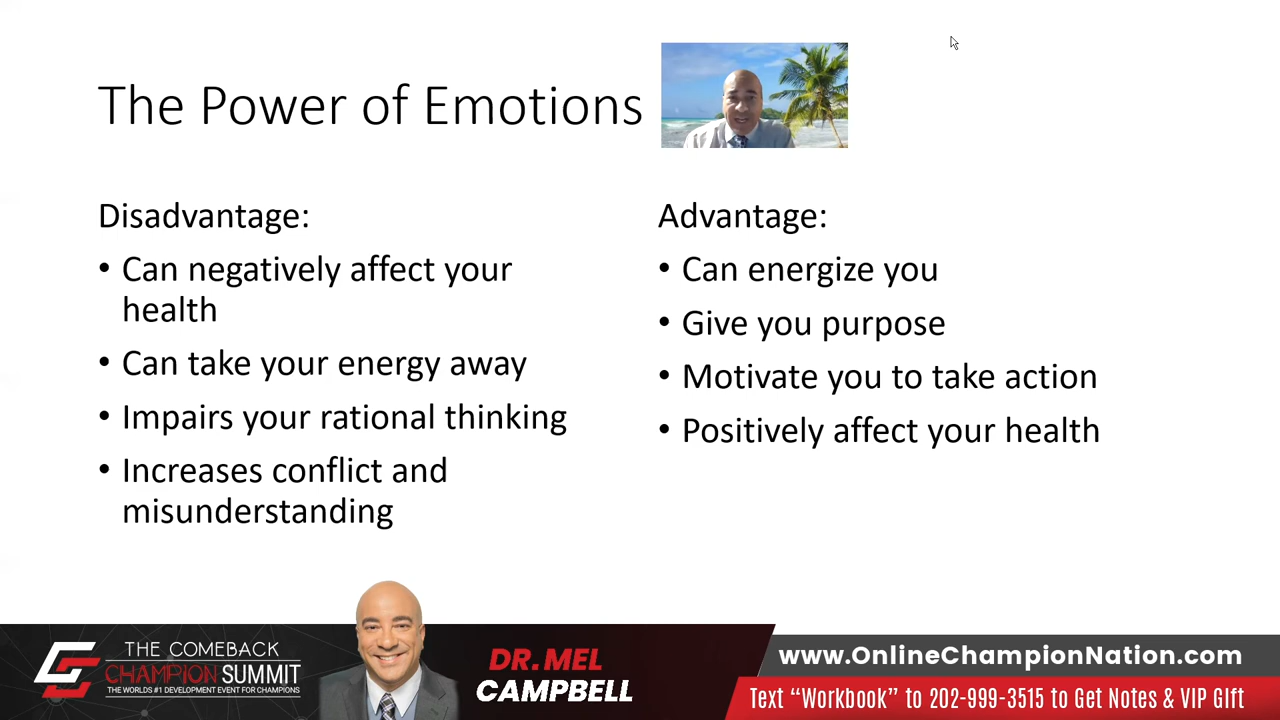 The Power of Emotions
Disadvantage:
• Can negatively affect your
health
• Can take your energy away
• Impairs your rational thinking
• Increases conflict and
misunderstanding
Advantage:
• Can energize you
• Give you purpose
• Motivate you to take action
• Positively affect your health
THE COMEBACK
CHAMPION SUMMIT
THE WORLDS #1 DEVELOPMENT EVENT FOR CHAMPIONS
DR. MEL
CAMPBELL
www.OnlineChampionNation.com
Text “Workbook” to 202-999-3515 to Get Notes & VIP GIft